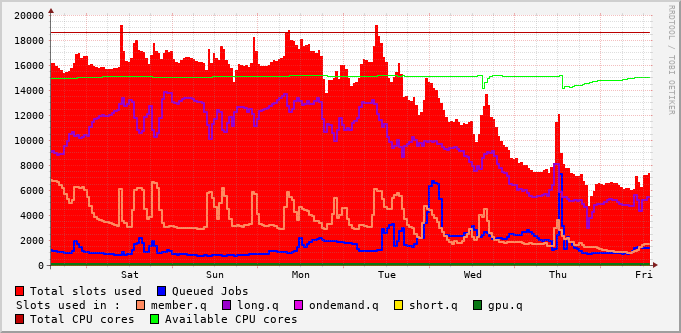 20000
18000
16000
14000
12000
10000
8000
6000
4000
2000
0
Sat Sun Mon Tue Wed Thu Fri
RRDTOOL / TOBI OETIKER
Total slots used Queued Jobs
Slots used in : member.q long.q ondemand.q short.q gpu.q
Total CPU cores Available CPU cores